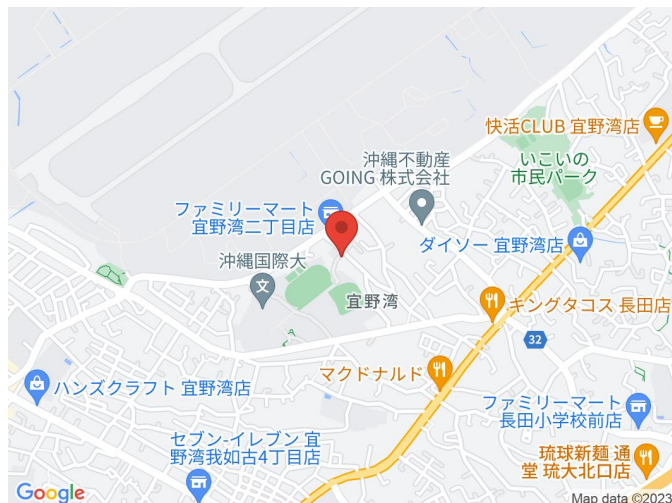 快活CLUB 宜野湾店
いこいの
市民パーク
沖縄不動産
GOING 株式会社
ファミリーマート
宜野湾二丁目店
ダイソー 宜野湾店
沖縄国際大
文
宜野湾
キングタコス 長田店
32
マクドナルド
ハンズクラフト 宜野湾店
ファミリーマート
長田小学校前店
セブン-イレブン 宜
野湾我如古4丁目店
琉球新麺 通
堂 琉大北口店
Google
Map data ©2023